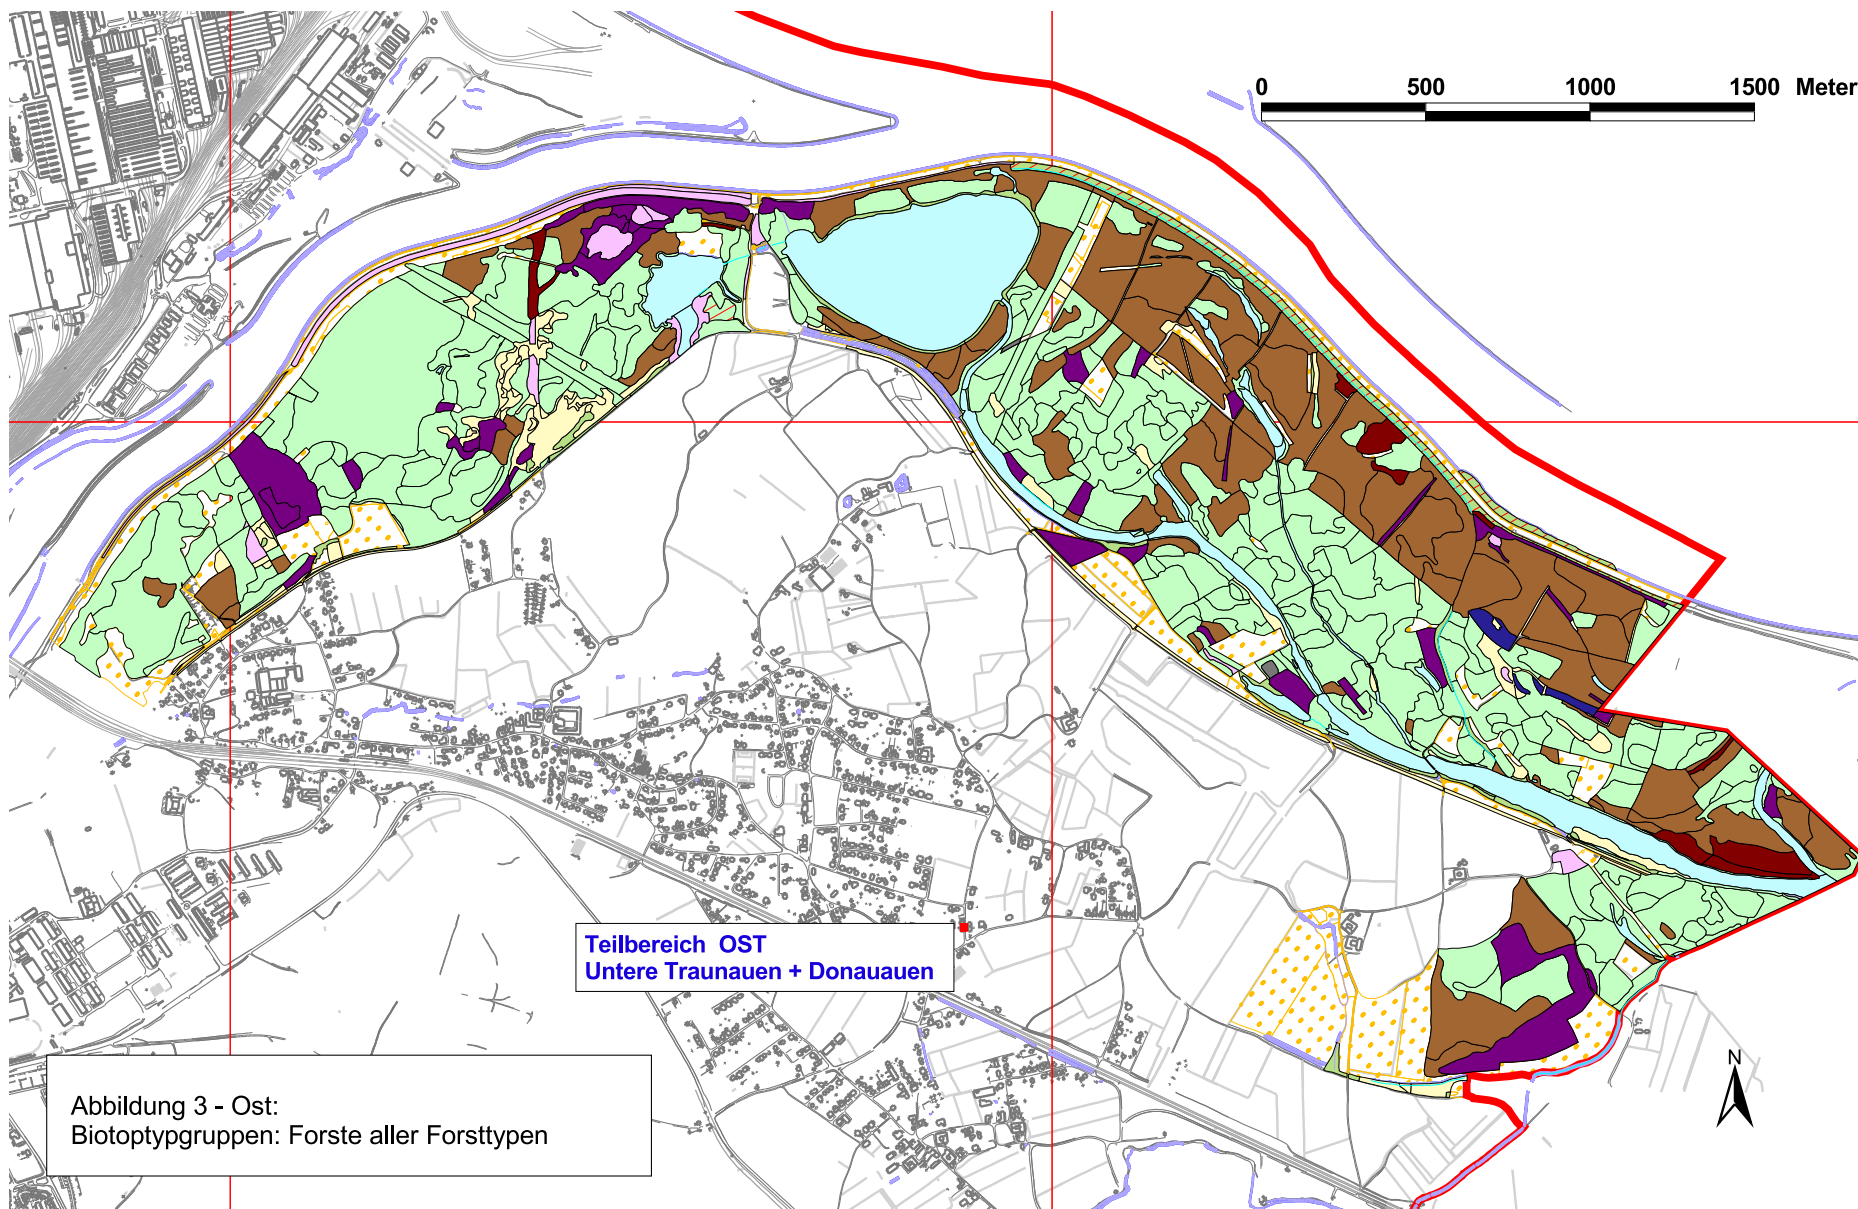 0 500 1000 1500 Meter
Teilbereich OST
Untere Traunauen + Donauauen
Abbildung 3 - Ost:
Biotoptypgruppen: Forste aller Forsttypen
N